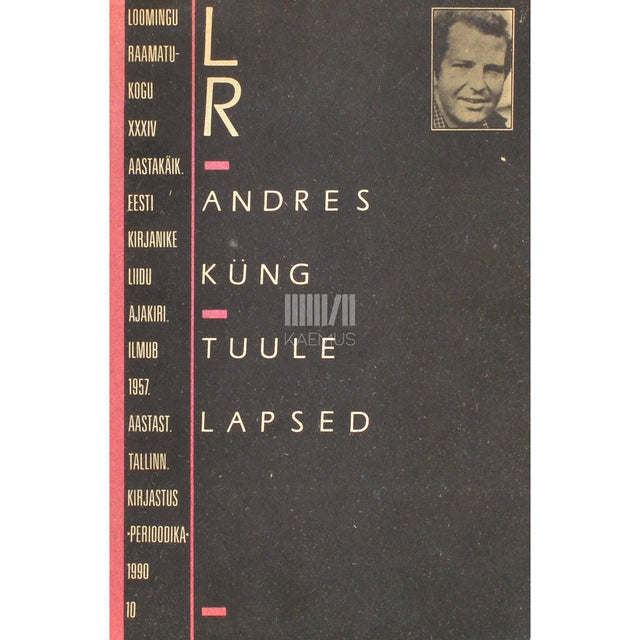 LOOMINGU
RAAMATU-
KOGU
XXXIV
AASTAKÄIK.
EESTI
KIRJANIKE
LIIDU
AJAKIRI.
ILMUB
1957.
AASTAST.
TALLINN.
KIRJASTUS
•PERIOODIKA•
1990
10
L
R
ANDRES
KÜNG
KAEMUS
TUULE
LAPSED